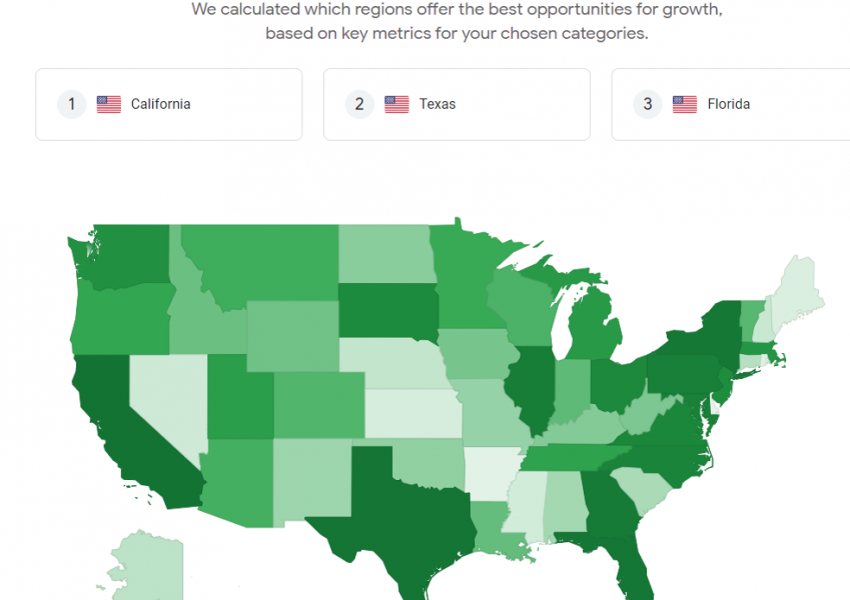 We calculated which regions offer the best opportunities for growth,
based on key metrics for your chosen categories.
1 California
2 Texas
3 Florida